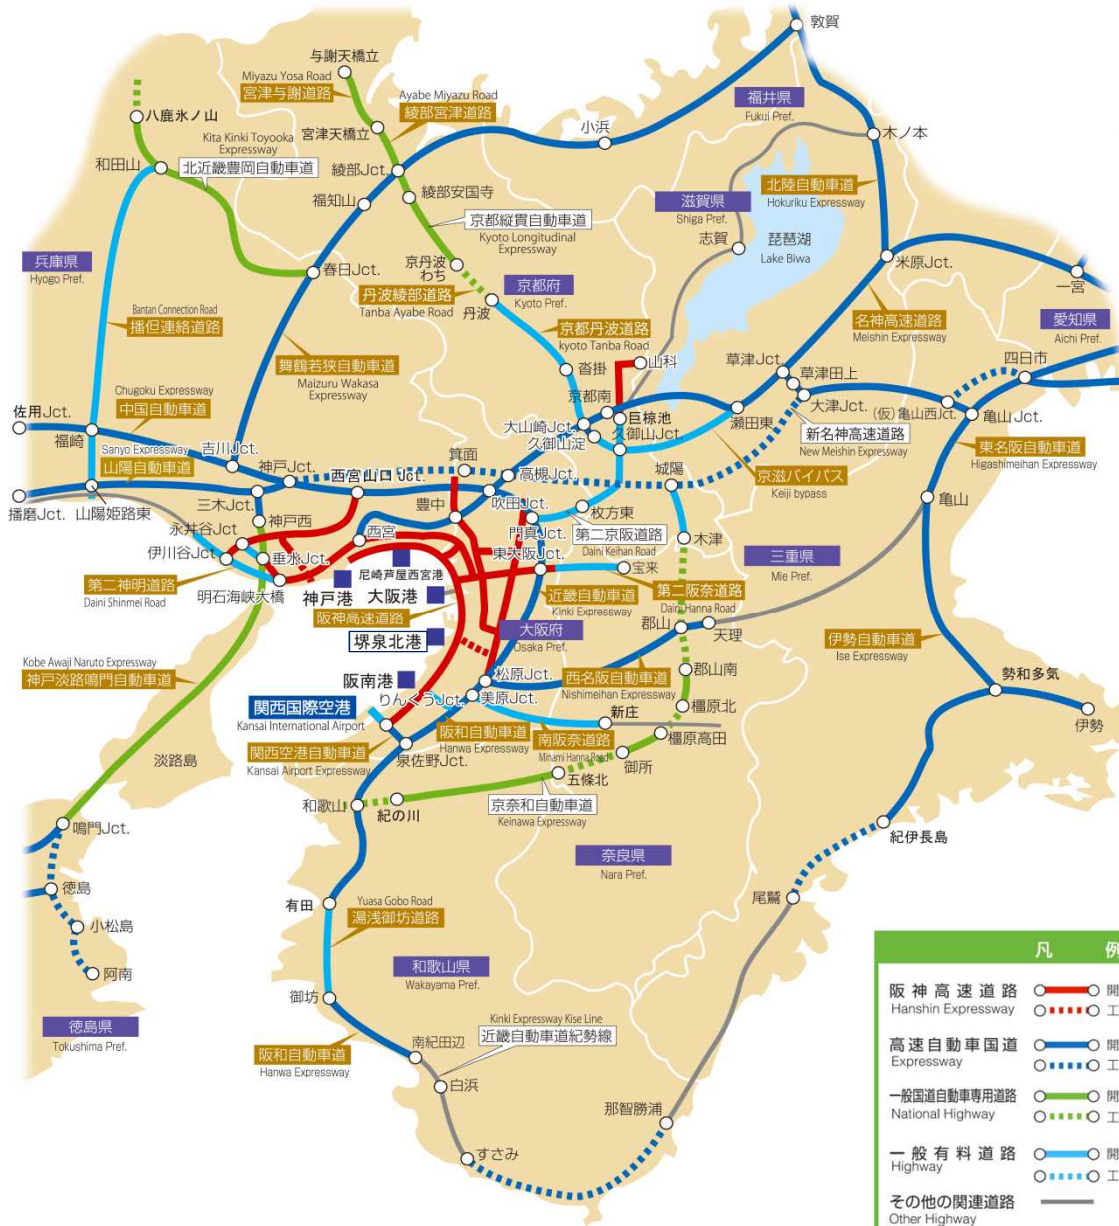 敦賀
与謝天橋立
Miyazu Yosa Road
宮津与謝道路
Ayabe Miyazu Road
綾部宮津道路
福井県
Fukui Pref.
八鹿氷ノ山
宮津天橋立
小浜
木ノ本
Kita Kinki Toyooka
Expressway
北近畿豊岡自動車道
和田山
綾部Jct.
北陸自動車道
Hokuriku Expressway
福知山
綾部安国寺
滋賀県
Shiga Pref.
京都縦貫自動車道
Kyoto Longitudinal
Expressway
志賀
琵琶湖
Lake Biwa
兵庫県
Hyogo Pref.
春日Jct.
京丹波
わち
米原Jct.
一宮
京都府
Kyoto Pref.
丹波綾部道路
Tanba Ayabe Road
丹波
Bantan Connection Road
播但連絡道路
名神高速道路
Meishin Expressway
愛知県
Aichi Pref.
京都丹波道路
kyoto Tanba Road
舞鶴若狭自動車道
Maizuru Wakasa
Expressway
山科
四日市
沓掛
草津Jct.
草津田上
Chugoku Expressway
中国自動車道
佐用Jct.
京都南
巨椋池
大津Jct.
(仮)亀山西Jct.
亀山Jct.
大山崎Jct.
久御山淀
久御山Jct.
瀬田東
新名神高速道路
New Meishin Expressway
福崎
Sanyo Expressway
山陽自動車道
吉川Jct.
東名阪自動車道
Higashimeihan Expressway
神戸Jct.
西宮山口Jct.
箕面
高槻Jct.
城陽
京滋バイパス
Keiji bypass
播磨Jct.
山陽姫路東
三木Jct.
豊中
吹田Jct.
亀山
永井谷Jct
神戸西
門真Jct.
枚方東
第二京阪道路
Daini Keihan Road
木津
伊川谷Jct
垂水Jct.
西宮
東大阪Jct.
宝来
三重県
Mie Pref.
第二神明道路
Daini Shinmei Road
明石海峡大橋
神戸港
尼崎芦屋西宮港
大阪港
阪神高速道路
近畿自動車道
Kinki Expressway
第二阪奈道路
Daini Hanna Road
堺泉北港
大阪府
Osaka Pref.
郡山
天理
伊勢自動車道
Ise Expressway
Kobe Awaji Naruto Expressway
神戸淡路鳴門自動車道
阪南港
松原Jct.
西名阪自動車道
Nishimeihan Expressway
郡山南
勢和多気
りんくうJct.
美原Jct.
関西国際空港
Kansai International Airport
新庄
橿原北
伊勢
関西空港自動車道
Kansai Airport Expressway
阪和自動車道
Hanwa Expressway
南阪奈道路
Minami Hanna Road
橿原高田
淡路島
泉佐野Jct.
御所
五條北
和歌山
紀の川
京奈和自動車道
Keinawa Expressway
鳴門Jct.
紀伊長島
奈良県
Nara Pref.
徳島
有田
尾鷲
Yuasa Gobo Road
湯浅御坊道路
小松島
阿南
和歌山県
Wakayama Pref.
御坊
徳島県
Tokushima Pref.
Kinki Expressway Kise Line
近畿自動車道紀勢線
阪和自動車道
Hanwa Expressway
南紀田辺
白浜
那智勝浦
すさみ
凡 例
阪神高速道路 開
Hanshin Expressway 工
高速自動車国道 開
Expressway 工
一般国道自動車専用道路 開
National Highway 工
一般有料道路 開
Highway 工
その他の関連道路
Other Highway